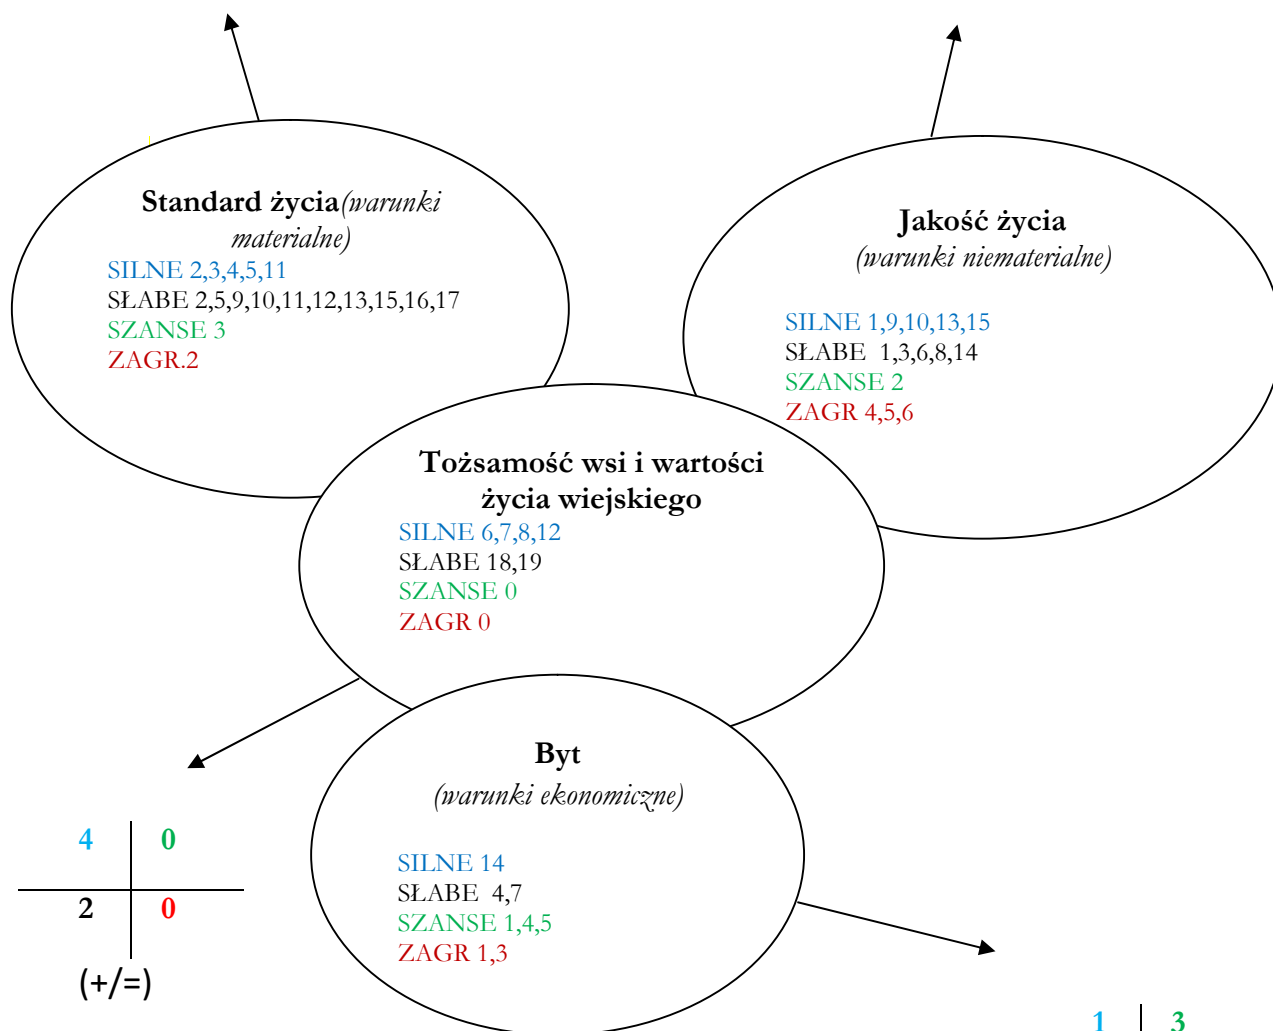 Standard życia(warunki
materialne)
SILNE 2,3,4,5,11
SŁABE 2,5,9,10,11,12,13,15,16,17
SZANSE 3
ZAGR.2
Jakość życia
(warunki niematerialne)
SILNE 1,9,10,13,15
SŁABE 1,3,6,8,14
SZANSE 2
ZAGR 4,5,6
Tożsamość wsi i wartości
życia wiejskiego
SILNE 6,7,8,12
SŁABE 18,19
SZANSE 0
ZAGR 0
Byt
(warunki ekonomiczne)
SILNE 14
SŁABE 4,7
SZANSE 1,4,5
ZAGR 1,3
4 0
2 0
(+/=)
1 3